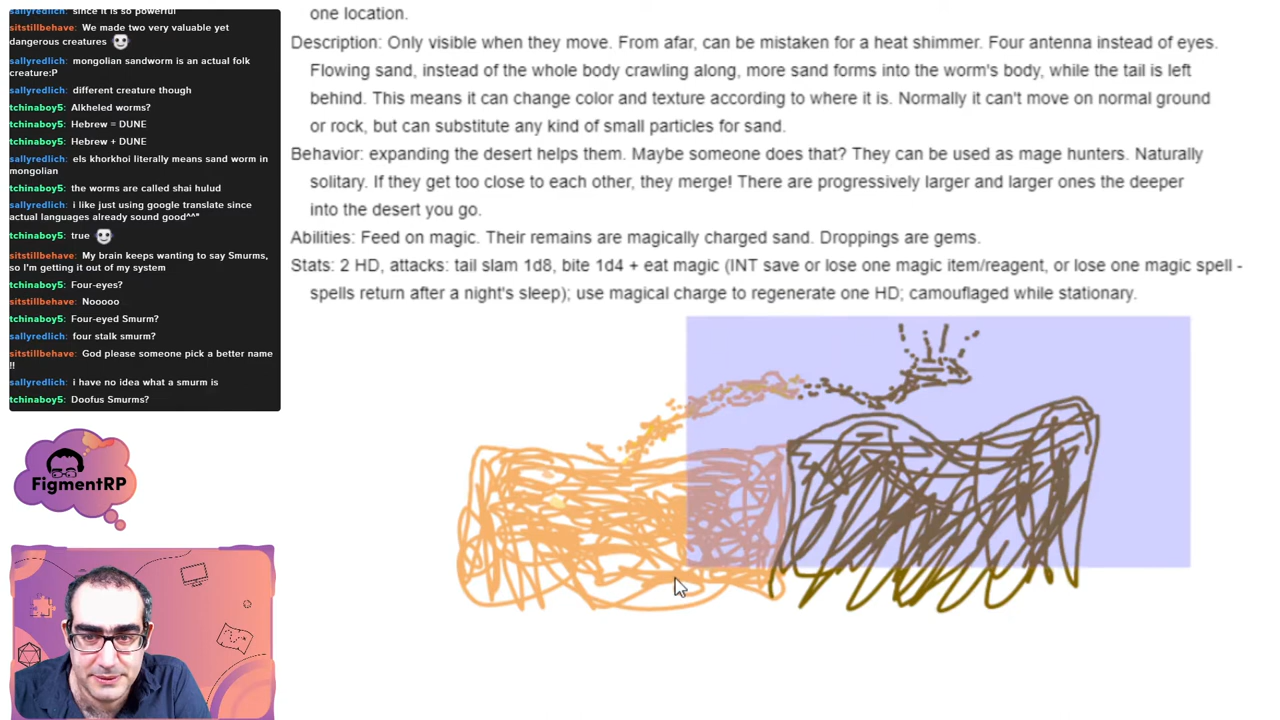 sallyredlich: since it is so powerful
sitstillbehave: We made two very valuable yet
dangerous creatures
sallyredlich: mongolian sandworm is an actual folk
creature:P
sallyredlich: different creature though
tchinaboy5: Alkheled worms?
tchinaboy5: Hebrew = DUNE
tchinaboy5: Hebrew + DUNE
sallyredlich: els khorkhoi literally means sand worm in
mongolian
tchinaboy5: the worms are called shai hulud
sallyredlich: i like just using google translate since
actual languages already sound good^^"
tchinaboy5: true
sitstillbehave: My brain keeps wanting to say Smurms,
so I'm getting it out of my system
tchinaboy5: Four-eyes?
sitstillbehave: Nooooo
tchinaboy5: Four-eyed Smurm?
sallyredlich: four stalk smurm?
sitstillbehave: God please someone pick a better name
!!
sallyredlich: i have no idea what a smurm is
tchinaboy5: Doofus Smurms?
FigmentRP
one location.
Description: Only visible when they move. From afar, can be mistaken for a heat shimmer. Four antenna instead of eyes.
Flowing sand, instead of the whole body crawling along, more sand forms into the worm's body, while the tail is left
behind. This means it can change color and texture according to where it is. Normally it can't move on normal ground
or rock, but can substitute any kind of small particles for sand.
Behavior: expanding the desert helps them. Maybe someone does that? They can be used as mage hunters. Naturally
solitary. If they get too close to each other, they merge! There are progressively larger and larger ones the deeper
into the desert you go.
Abilities: Feed on magic. Their remains are magically charged sand. Droppings are gems.
Stats: 2 HD, attacks: tail slam 1d8, bite 1d4 + eat magic (INT save or lose one magic item/reagent, or lose one magic spell -
spells return after a night's sleep); use magical charge to regenerate one HD; camouflaged while stationary.